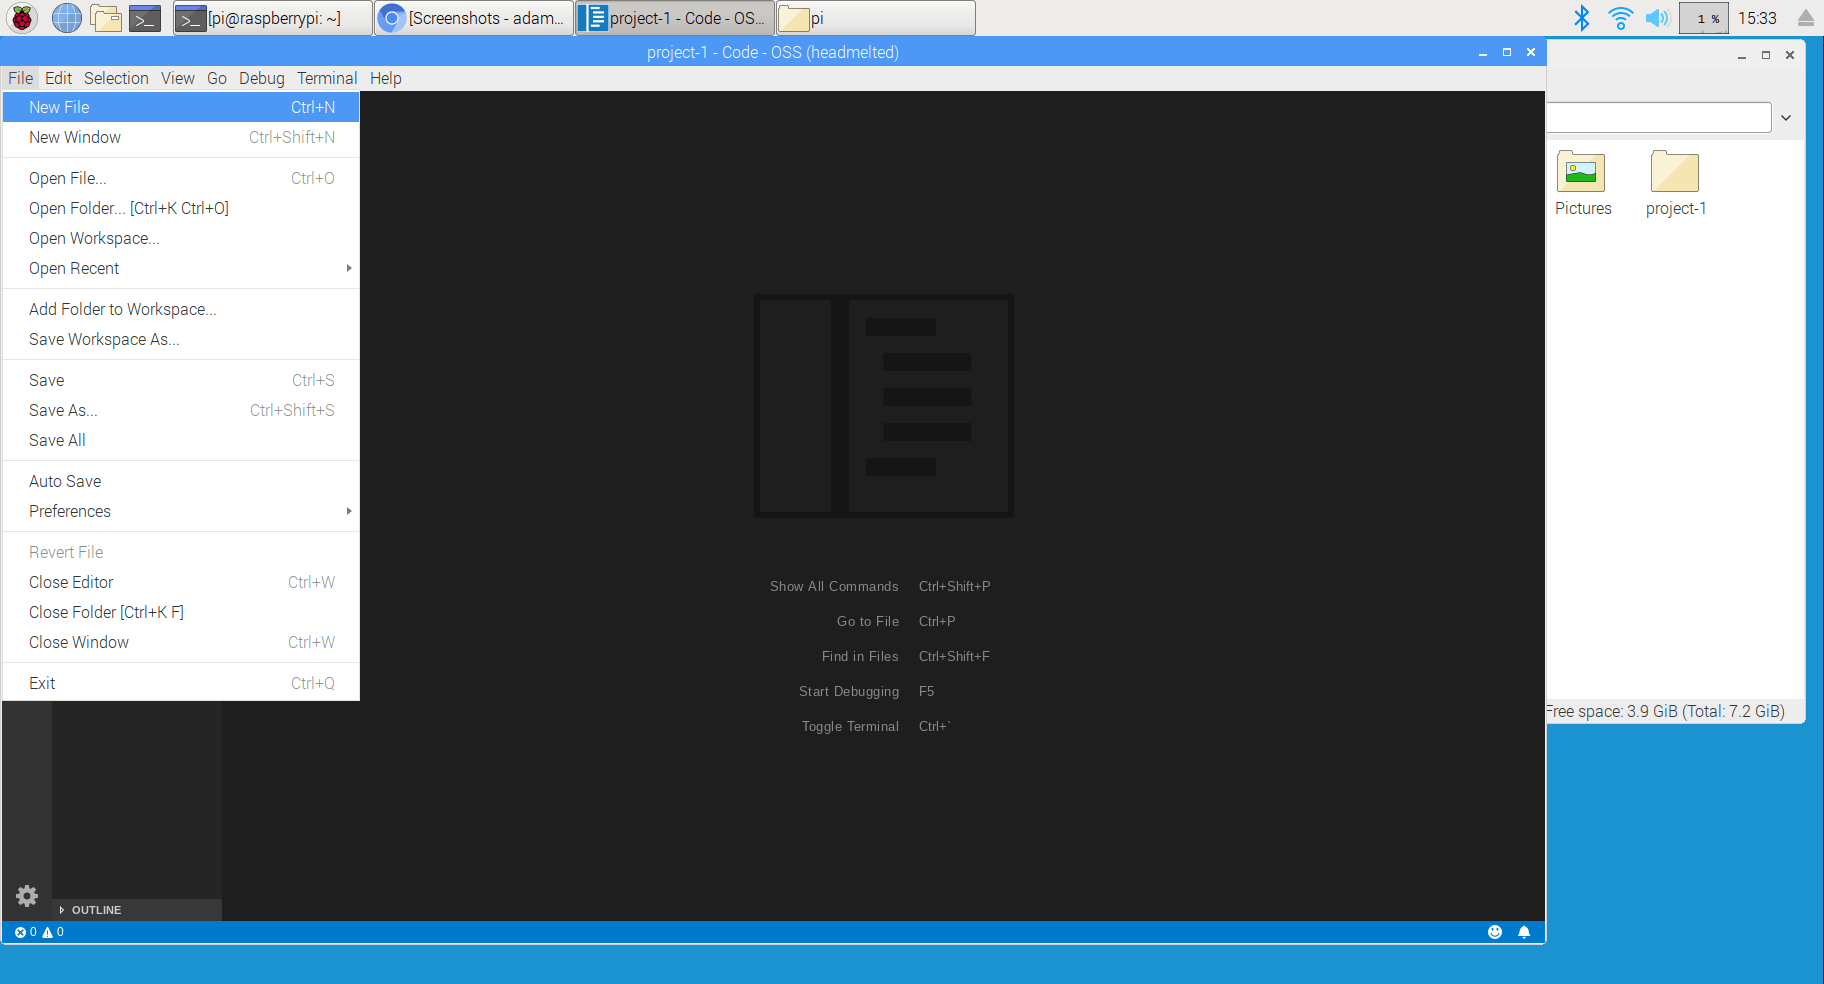 [pi@raspberrypi: ~]
[Screenshots - adam...
project-1 - Code - OS...
pi
1 %
15:33
project-1 - Code - OSS (headmelted)
File Edit Selection View Go Debug Terminal Help
New File Ctrl+N
New Window Ctrl+Shift+N
Open File... Ctrl+O
Open Folder... [Ctrl+K Ctrl+O]
Open Workspace...
Open Recent
Add Folder to Workspace...
Save Workspace As...
Save Ctrl+S
Save As... Ctrl+Shift+S
Save All
Auto Save
Preferences
Revert File
Close Editor Ctrl+W
Close Folder [Ctrl+K F]
Close Window Ctrl+W
Exit Ctrl+Q
Show All Commands Ctrl+Shift+P
Go to File Ctrl+P
Find in Files Ctrl+Shift+F
Start Debugging F5
Toggle Terminal Ctrl+`
OUTLINE
0 0
Pictures
project-1
Free space: 3.9 GiB (Total: 7.2 GiB)